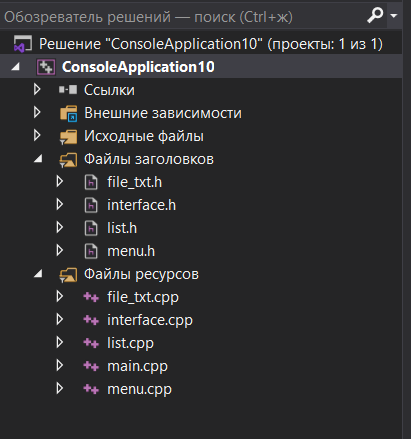 Обозреватель решений — поиск (Ctrl+ж)
Решение "ConsoleApplication10" (проекты: 1 из 1)
ConsoleApplication10
Ссылки
Внешние зависимости
Исходные файлы
Файлы заголовков
file_txt.h
interface.h
list.h
menu.h
Файлы ресурсов
file_txt.cpp
interface.cpp
list.cpp
main.cpp
menu.cpp